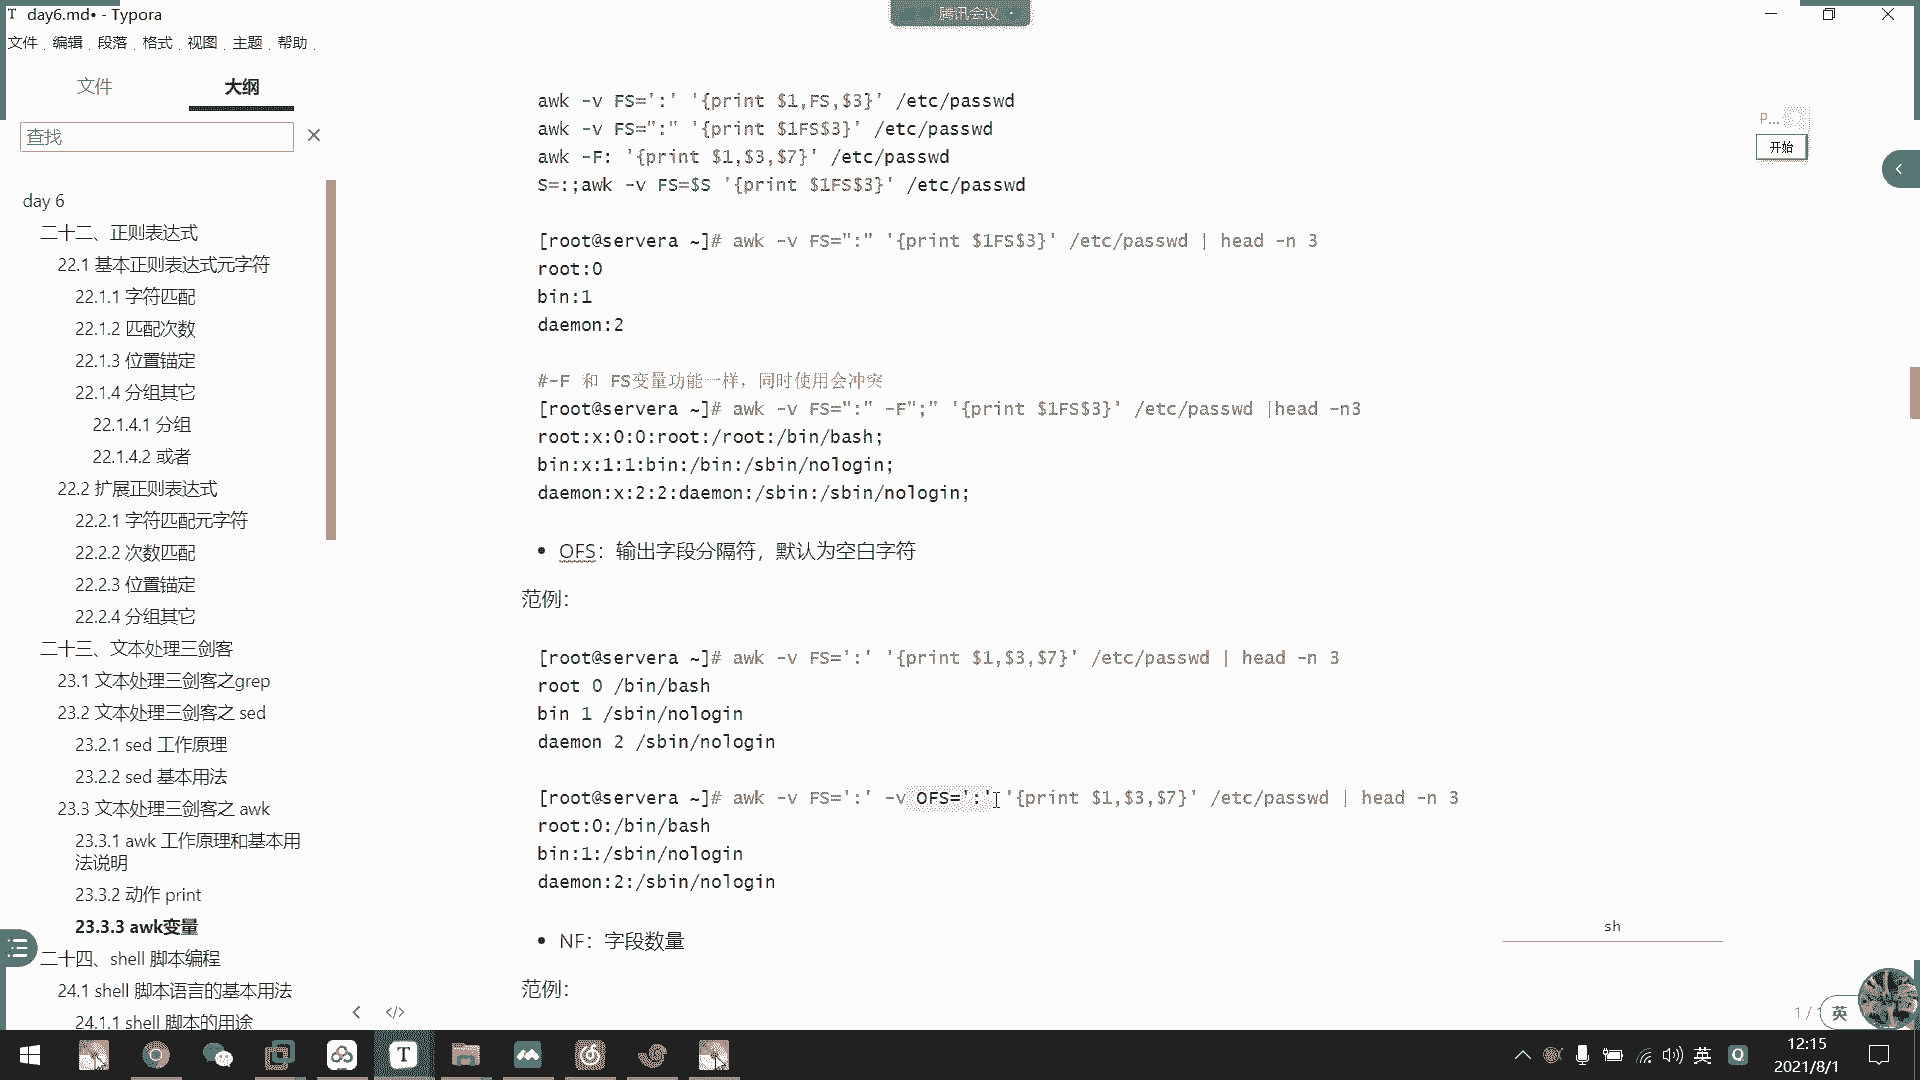 day6.md• - Typora
腾讯会议
文件 编辑 段落 格式 视图 主题 帮助
文件 大纲
查找
day 6
二十二、正则表达式
22.1 基本正则表达式元字符
22.1.1 字符匹配
22.1.2 匹配次数
22.1.3 位置锚定
22.1.4 分组其它
22.1.4.1 分组
22.1.4.2 或者
22.2 扩展正则表达式
22.2.1 字符匹配元字符
22.2.2 次数匹配
22.2.3 位置锚定
22.2.4 分组其它
二十三、文本处理三剑客
23.1 文本处理三剑客之grep
23.2 文本处理三剑客之 sed
23.2.1 sed 工作原理
23.2.2 sed 基本用法
23.3 文本处理三剑客之 awk
23.3.1 awk 工作原理和基本用
法说明
23.3.2 动作 print
23.3.3 awk变量
二十四、shell 脚本编程
24.1 shell 脚本语言的基本用法
24.1.1 shell 脚本的用途
awk -v FS=':' '{print $1,FS,$3}' /etc/passwd
awk -v FS=":" '{print $1FS$3}' /etc/passwd
awk -F: '{print $1,$3,$7}' /etc/passwd
S=:;awk -v FS=$S '{print $1FS$3}' /etc/passwd
[root@servera ~]# awk -v FS=":" '{print $1FS$3}' /etc/passwd | head -n 3
root:0
bin:1
daemon:2
#-F 和 FS变量功能一样，同时使用会冲突
[root@servera ~]# awk -v FS=":" -F";" '{print $1FS$3}' /etc/passwd |head -n3
root:x:0:0:root:/root:/bin/bash;
bin:x:1:1:bin:/bin:/sbin/nologin;
daemon:x:2:2:daemon:/sbin:/sbin/nologin;
• OFS：输出字段分隔符，默认为空白字符
范例：
[root@servera ~]# awk -v FS=':' '{print $1,$3,$7}' /etc/passwd | head -n 3
root 0 /bin/bash
bin 1 /sbin/nologin
daemon 2 /sbin/nologin
[root@servera ~]# awk -v FS=':' -v OFS=':' '{print $1,$3,$7}' /etc/passwd | head -n 3
root:0:/bin/bash
bin:1:/sbin/nologin
daemon:2:/sbin/nologin
• NF：字段数量
范例：
P...
开始
sh
英
英
12:15
2021/8/1